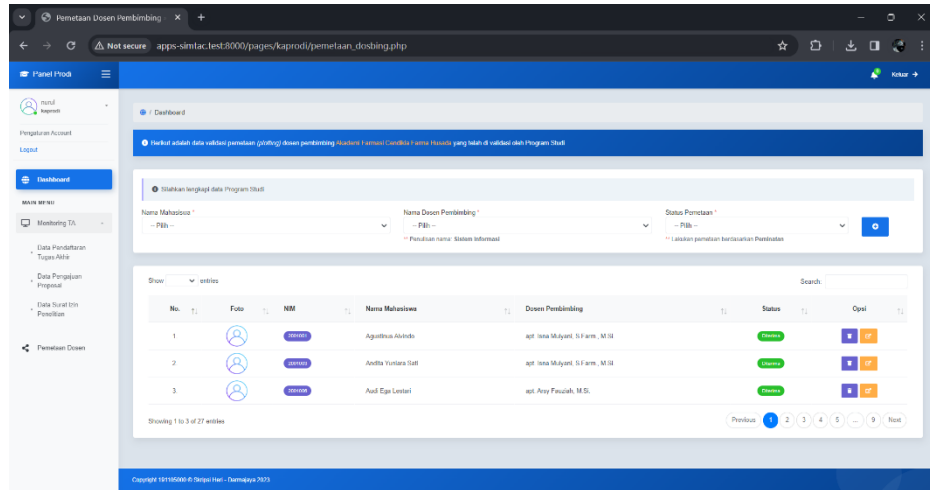 Pemetaan Dosen Pembimbing -
Not secure apps-simtac.test:8000/pages/kaprodi/pemetaan_dosbing.php
Panel Prodi
Keluar
nurul
kaprodi
Pengaturan Account
Logout
Dashboard
MAIN MENU
Monitoring TA
Data Pendaftaran
Tugas Akhir
Data Pengajuan
Proposal
Data Surat Izin
Penelitian
Pemetaan Dosen
/ Dashboard
Berikut adalah data validasi pemetaan (plotting) dosen pembimbing Akademi Farmasi Cendikia Farma Husada yang telah di validasi oleh Program Studi
Silahkan lengkapi data Program Studi.
Nama Mahasiswa *
-- Pilih --
Nama Dosen Pembimbing *
-- Pilih --
** Penulisan nama: Sistem Informasi
Status Pemetaan *
-- Pilih --
** Lakukan pemetaan berdasarkan Peminatan
Show entries
Search:
No. Foto NIM Nama Mahasiswa Dosen Pembimbing Status Opsi
1 Agustinus Alvindo apt. Isna Mulyani, S.Farm., M.Si Diterima
2 Andita Yuniara Sari apt. Isna Mulyani, S.Farm., M.Si Diterima
3. Audi Ega Lestari apt. Arsy Fauziah, M.Si. Diterima
Showing 1 to 3 of 27 entries
Previous 1 2 3 4 5 ... 9 Next
Copyright 191105000 © Skripsi Heri - Darmajaya 2023